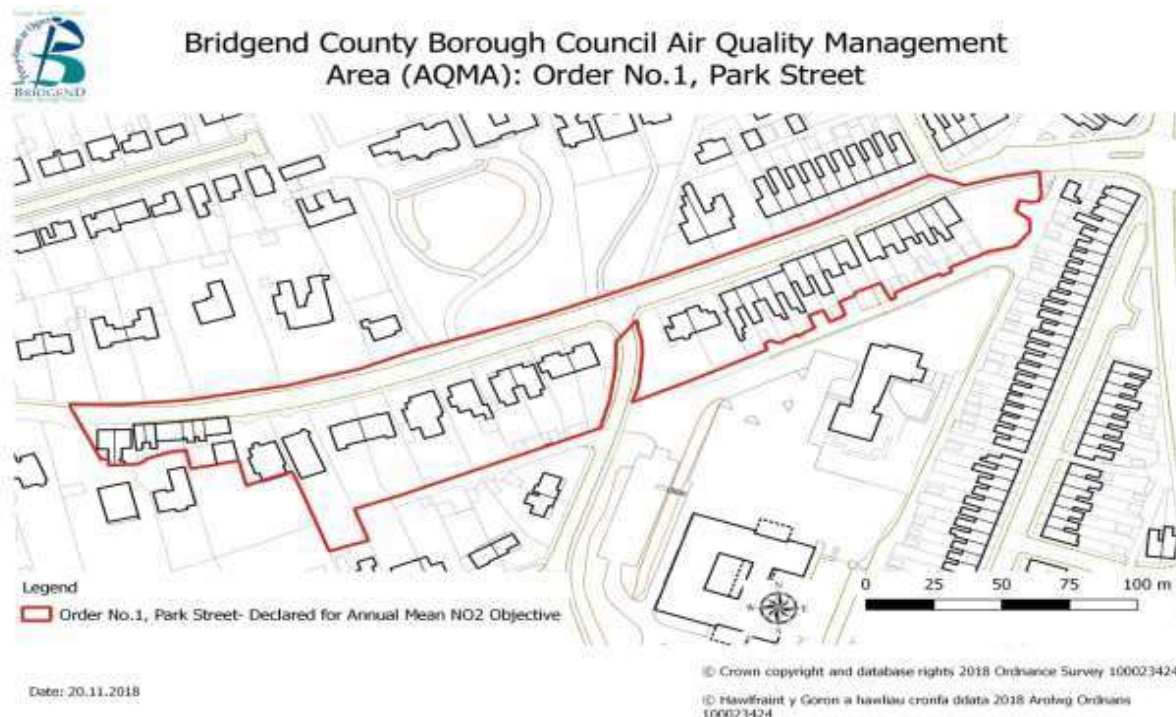 BRIDGEND
Bridgend County Borough Council Air Quality Management
Area (AQMA): Order No.1, Park Street
Legend
Order No.1, Park Street- Declared for Annual Mean NO2 Objective
N
W E
S
0 25 50 75 100 m
Date: 20.11.2018
© Crown copyright and database rights 2018 Ordnance Survey 100023424
© Hawlfraint y Goron a hawliau cronfa ddata 2018 Arolwg Ordnans
100023424